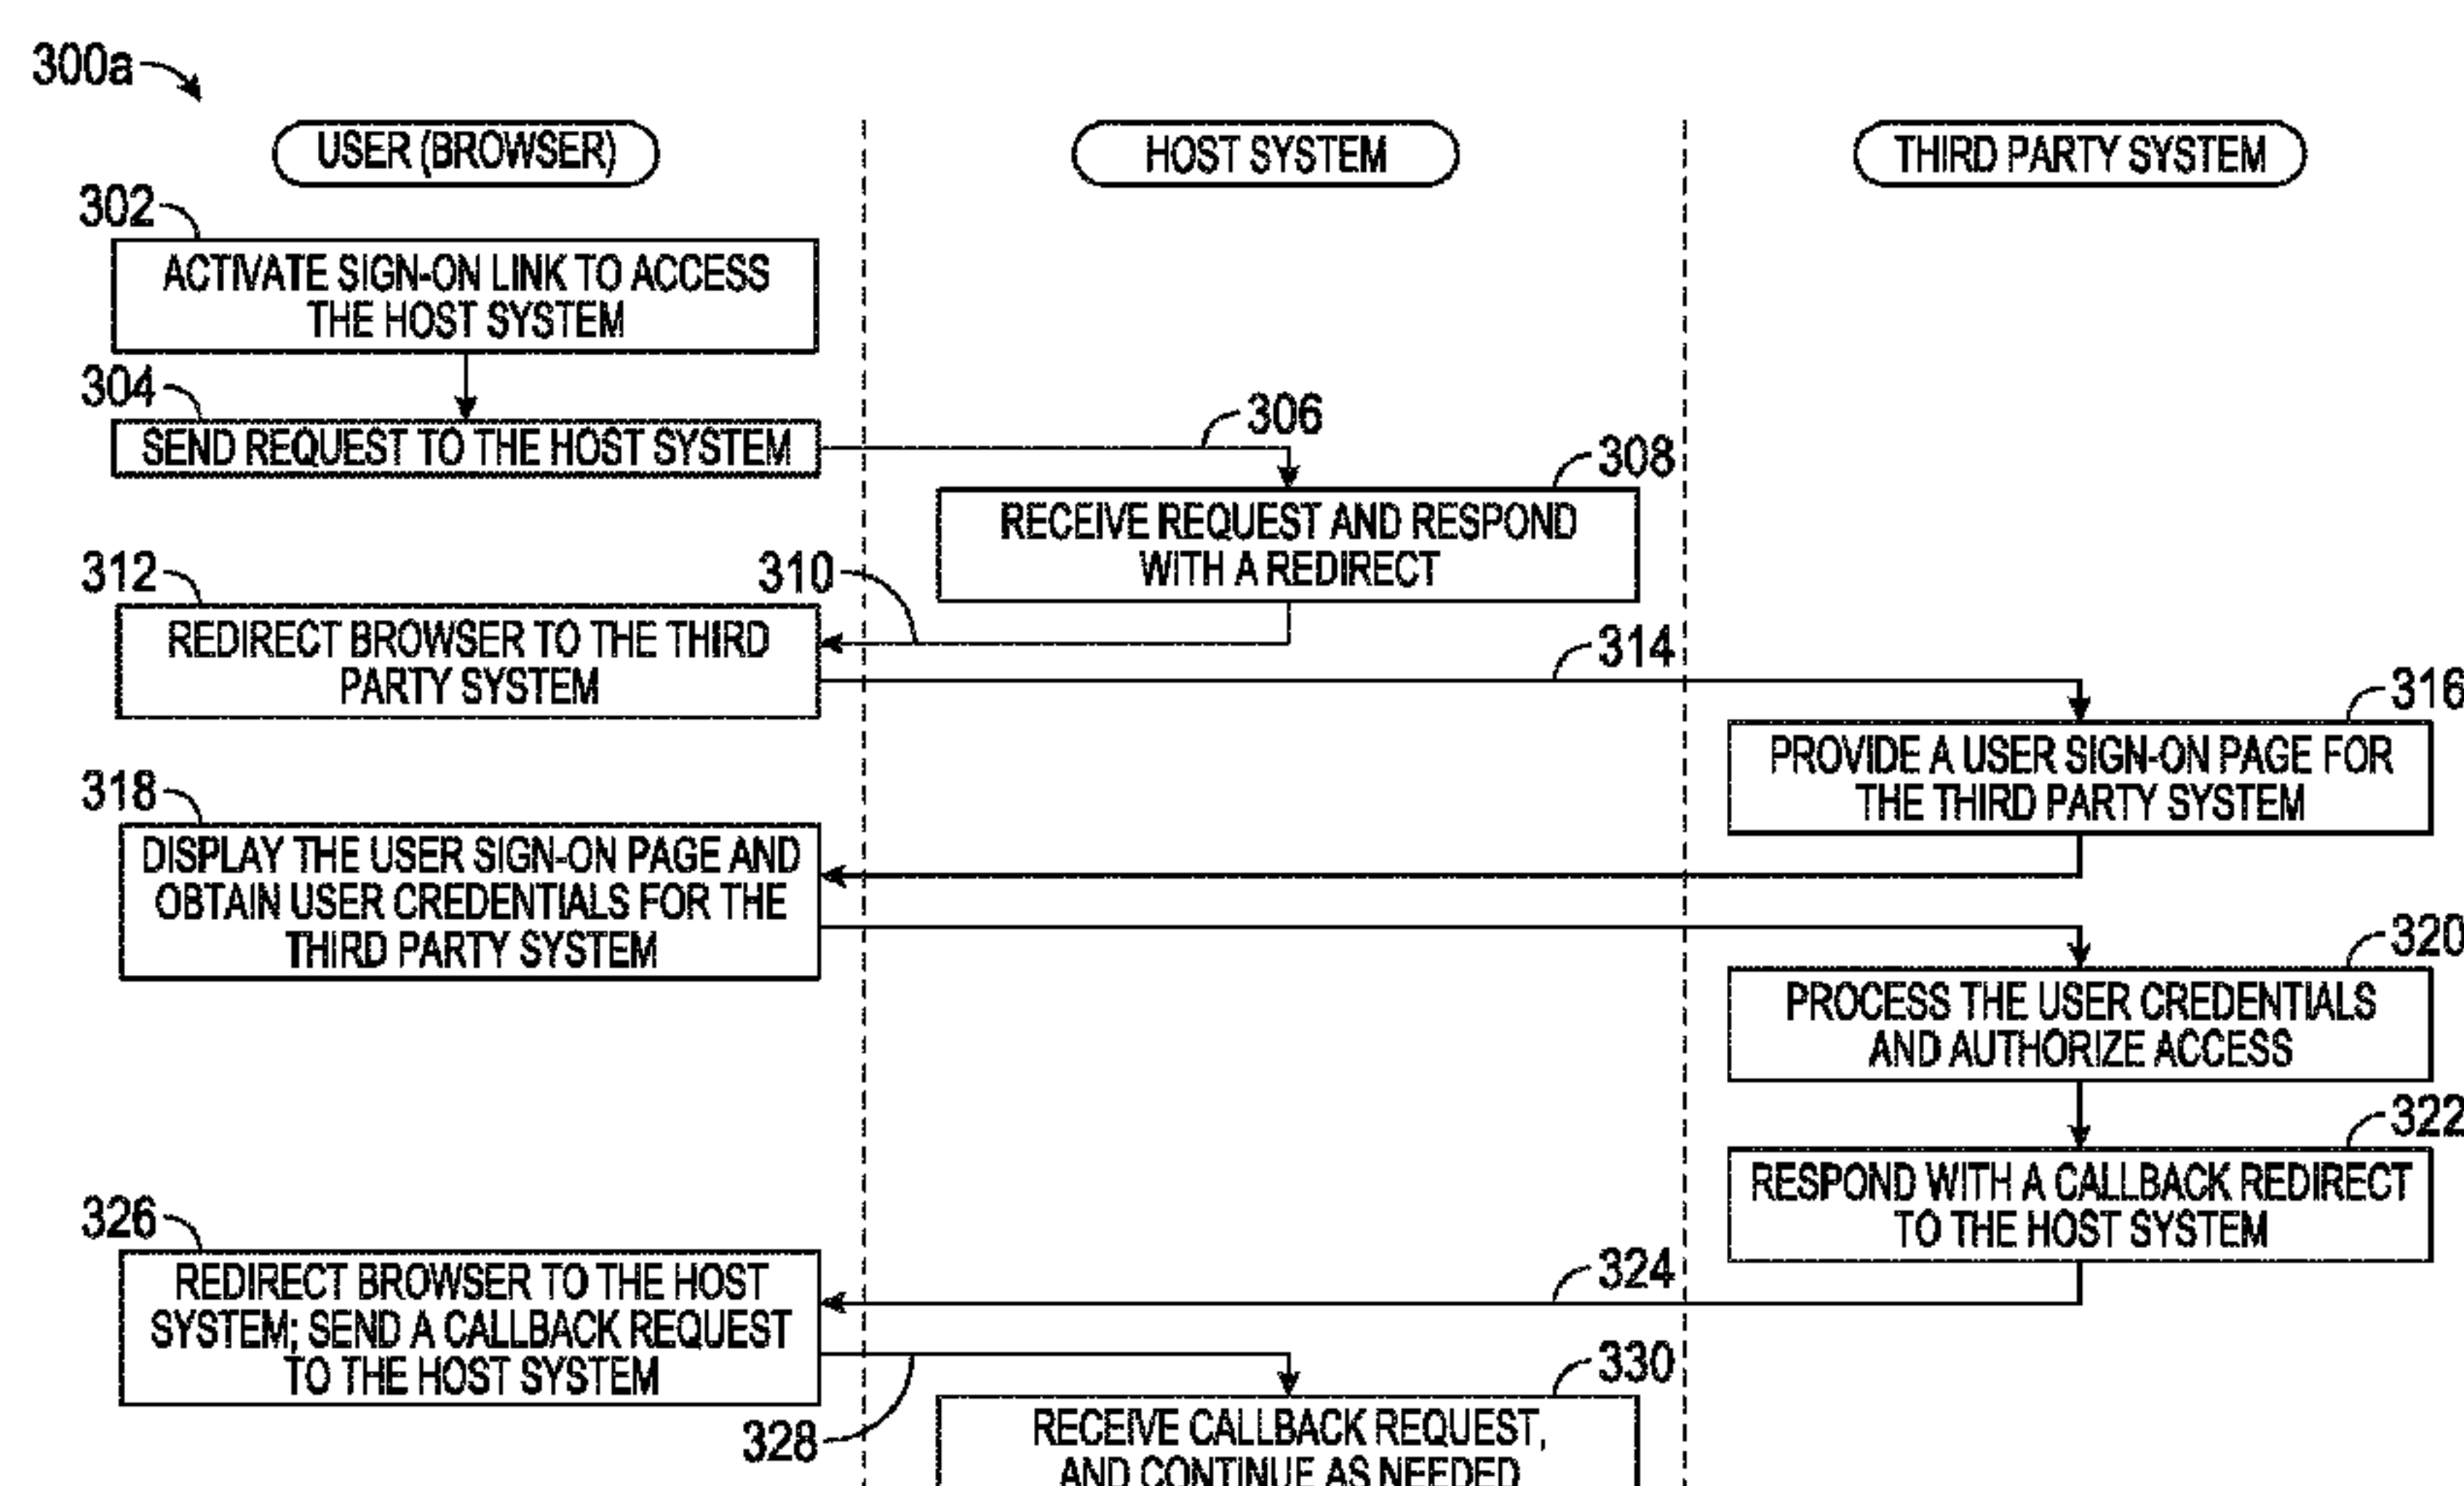 300a
USER (BROWSER)
HOST SYSTEM
THIRD PARTY SYSTEM
302
ACTIVATE SIGN-ON LINK TO ACCESS
THE HOST SYSTEM
304
SEND REQUEST TO THE HOST SYSTEM
306
308
RECEIVE REQUEST AND RESPOND
WITH A REDIRECT
310
312
REDIRECT BROWSER TO THE THIRD
PARTY SYSTEM
314
316
PROVIDE A USER SIGN-ON PAGE FOR
THE THIRD PARTY SYSTEM
318
DISPLAY THE USER SIGN-ON PAGE AND
OBTAIN USER CREDENTIALS FOR THE
THIRD PARTY SYSTEM
320
PROCESS THE USER CREDENTIALS
AND AUTHORIZE ACCESS
322
RESPOND WITH A CALLBACK REDIRECT
TO THE HOST SYSTEM
324
326
REDIRECT BROWSER TO THE HOST
SYSTEM; SEND A CALLBACK REQUEST
TO THE HOST SYSTEM
328
330
RECEIVE CALLBACK REQUEST,
AND CONTINUE AS NEEDED